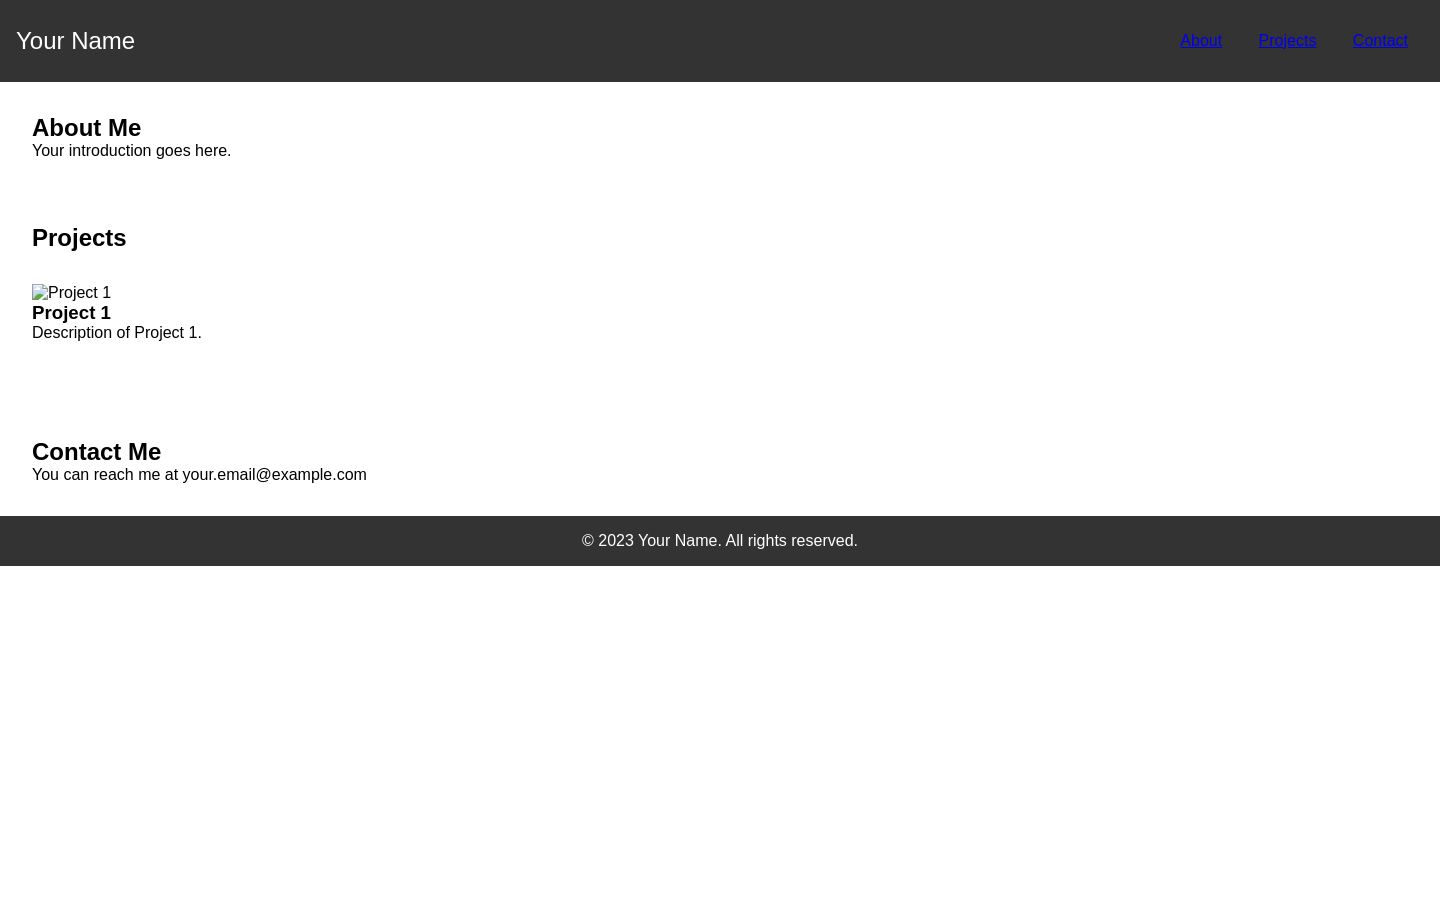 Your Name
About Projects Contact
About Me
Your introduction goes here.
Projects
Project 1
Project 1
Description of Project 1.
Contact Me
You can reach me at your.email@example.com
© 2023 Your Name. All rights reserved.